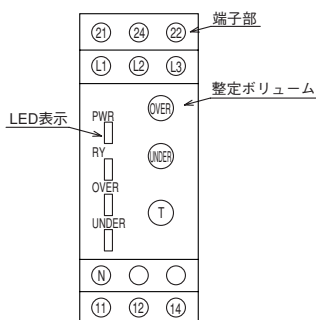 21 24 22 端子部
L1 L2 L3
整定ボリューム
OVER
LED表示
PWR
UNDER
RY
OVER
T
UNDER
N
11 12 14